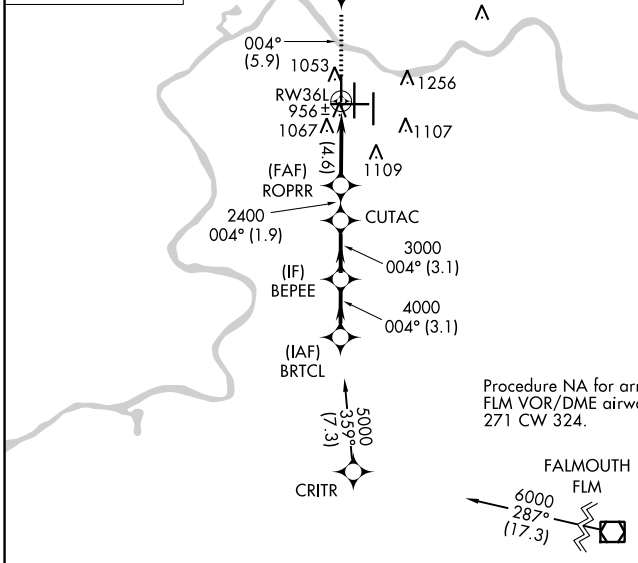 004°
(5.9)
1053
1256
RW36L
956±
1067
1107
(4.6)
1109
(FAF)
ROPRR
2400
004° (1.9)
CUTAC
3000
004° (3.1)
(IF)
BEPEE
4000
004° (3.1)
(IAF)
BRTCL
5000
359°
(7.3)
CRITR
Procedure NA for arr
FLM VOR/DME airwa
271 CW 324.
FALMOUTH
FLM
6000
287°
(17.3)